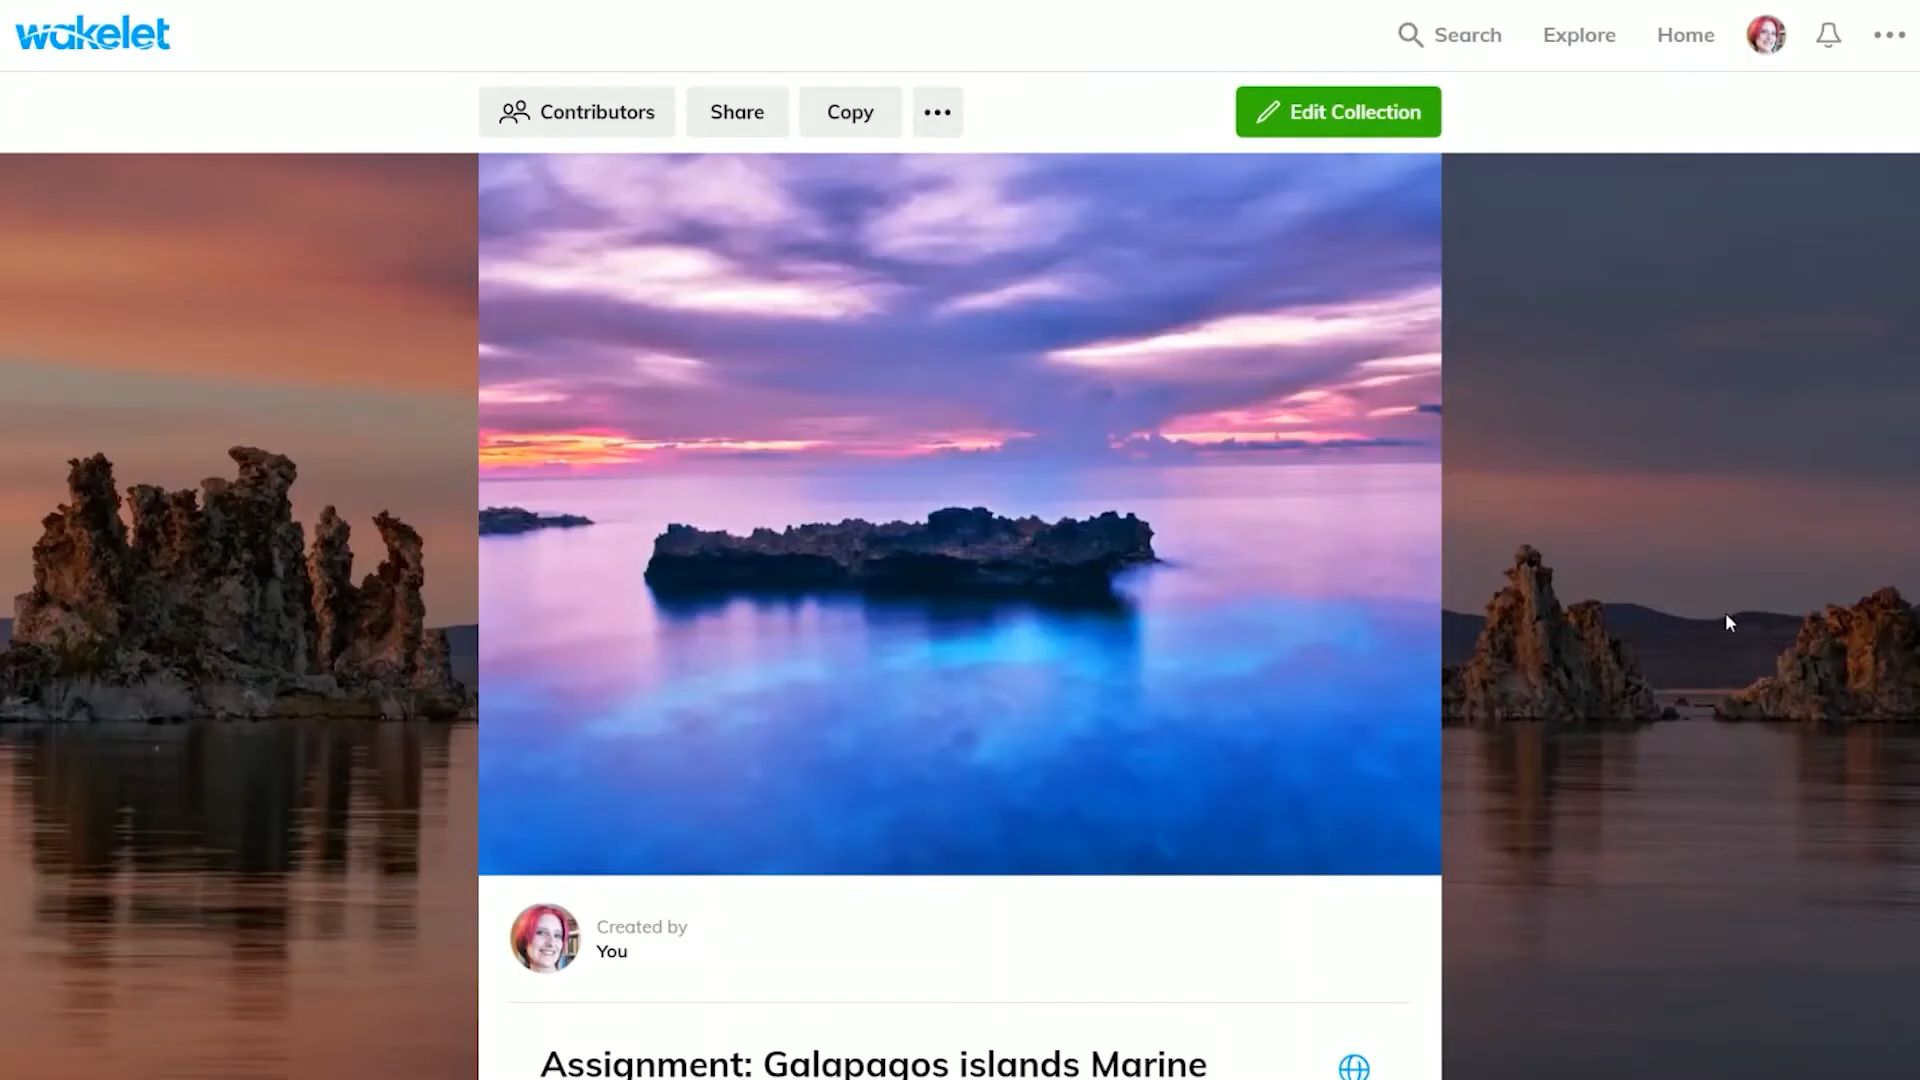 wakelet
Search
Explore
Home
Contributors
Share
Copy
Edit Collection
Created by
You
Assignment: Galapagos islands Marine